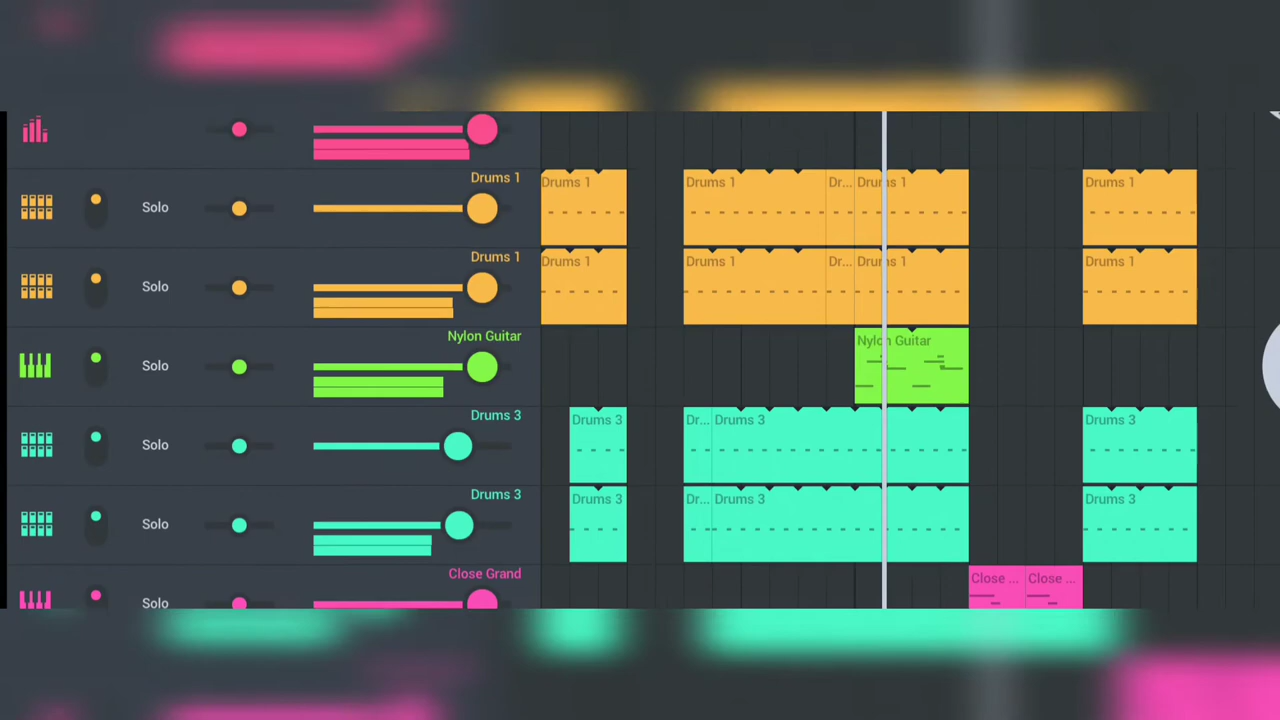 Drums 1
Solo
Drums 1 Drums 1 Dr... Drums 1 Drums 1
Drums 1
Solo
Drums 1 Drums 1 Dr... Drums 1 Drums 1
Nylon Guitar
Solo
Nylon Guitar
Drums 3
Solo
Drums 3 Dr... Drums 3 Drums 3
Drums 3
Solo
Drums 3 Dr... Drums 3 Drums 3
Close Grand
Solo
Close ... Close ...